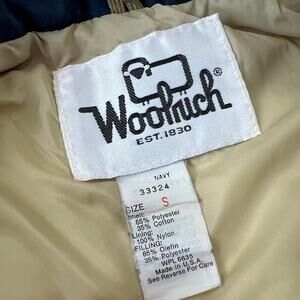 Woolrich
®
EST. 1830
NAVY
33324
SIZE S
Shell:
65% Polyester
35% Cotton
Lining:
100% Nylon
FILLING:
65% Olefin
35% Polyester
WPL 6635
Made in U.S.A.
See Reverse For Care